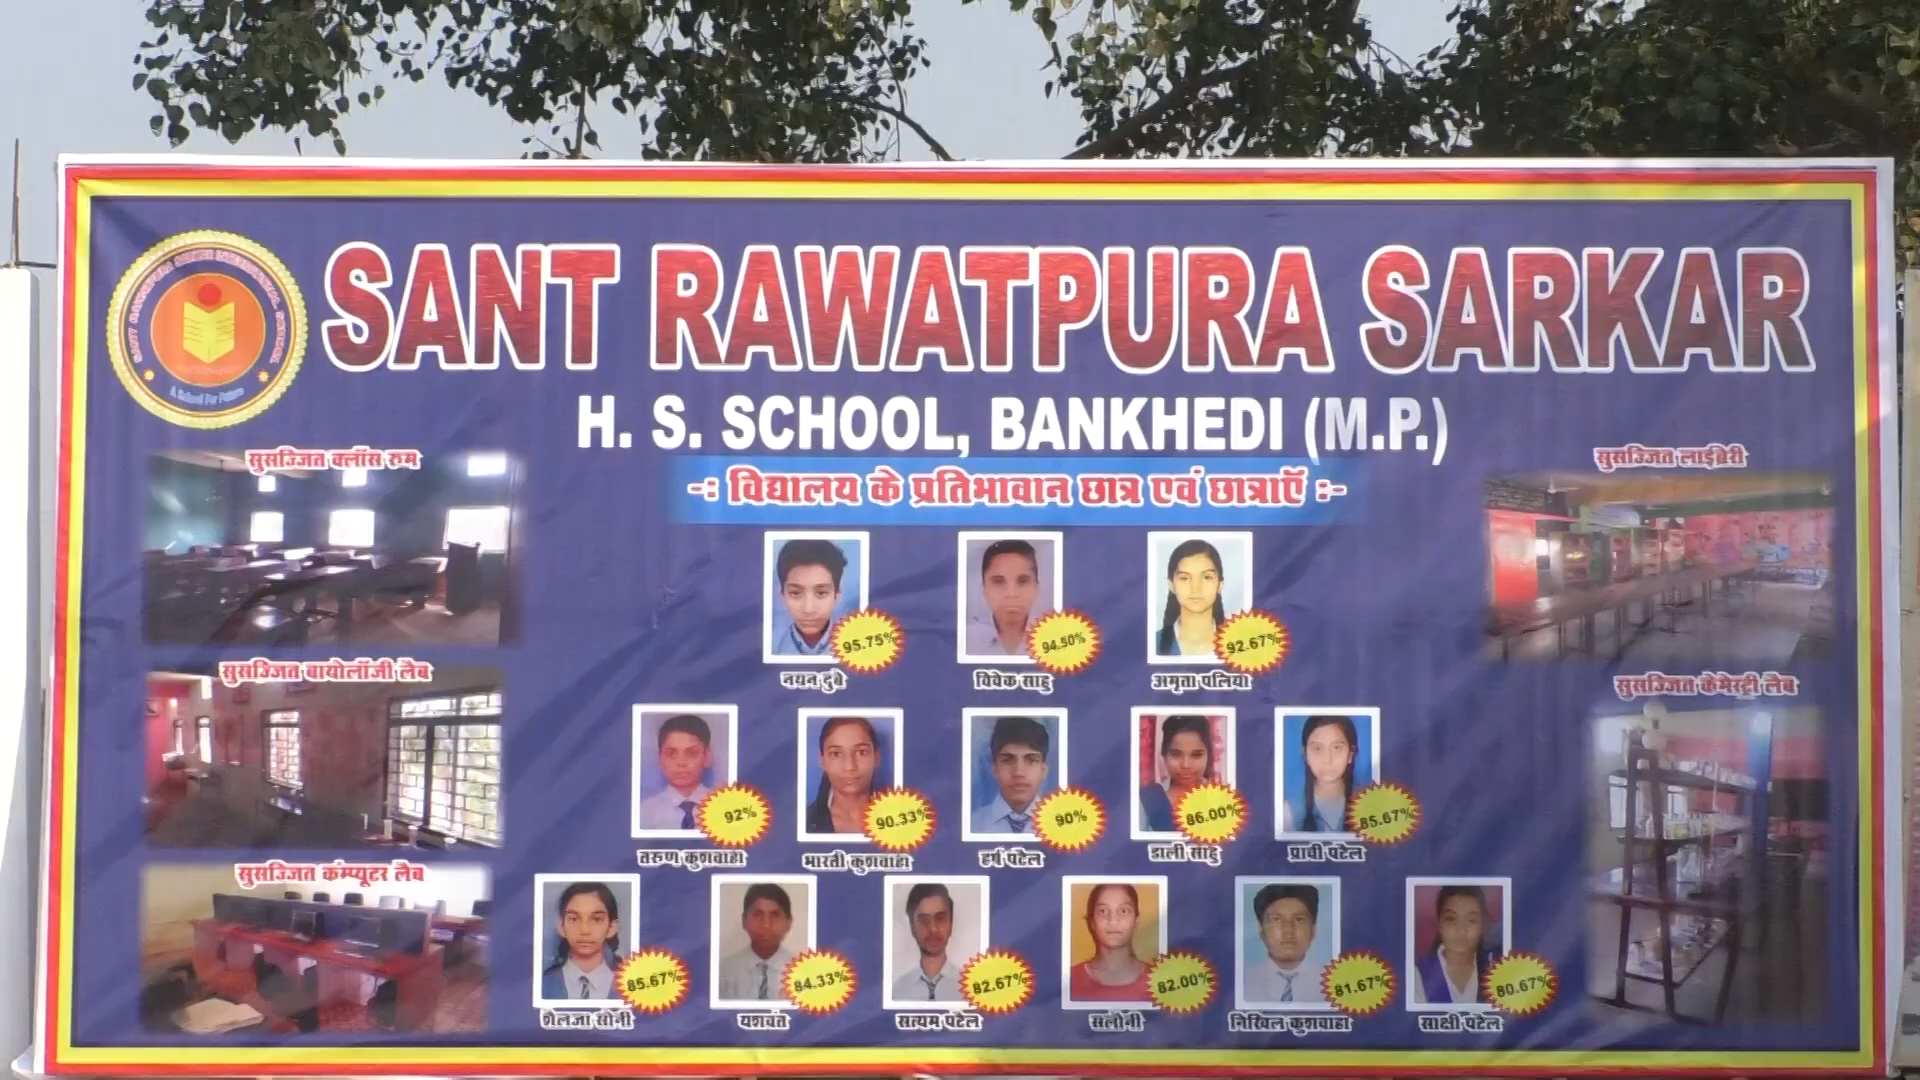 SANT RAWATPURA SARKAR
H. S. SCHOOL, BANKHEDI (M.P.)
-: विद्यालय के प्रतिभावान छात्र एवं छात्राऍ :-
सुसज्जित क्लॉस रुम
सुसज्जित लाईब्रेरी
95.75%
94.50%
92.67%
नयन दुबे
विवेक साहु
अमृता पलिया
सुसज्जित बायोलॉजी लैब
सुसज्जित केमेस्ट्री लैब
92%
90.33%
90%
86.00%
85.67%
तरुण कुशवाहा
भारती कुशवाहा
हर्ष पटेल
डाली साहु
प्राची पटेल
सुसज्जित कंम्प्यूटर लैब
85.67%
84.33%
82.67%
82.00%
81.67%
80.67%
शैलजा सोनी
यशवंत
सत्यम पटेल
सलोनी
निखिल कुशवाहा
साक्षी पटेल
A School For Future